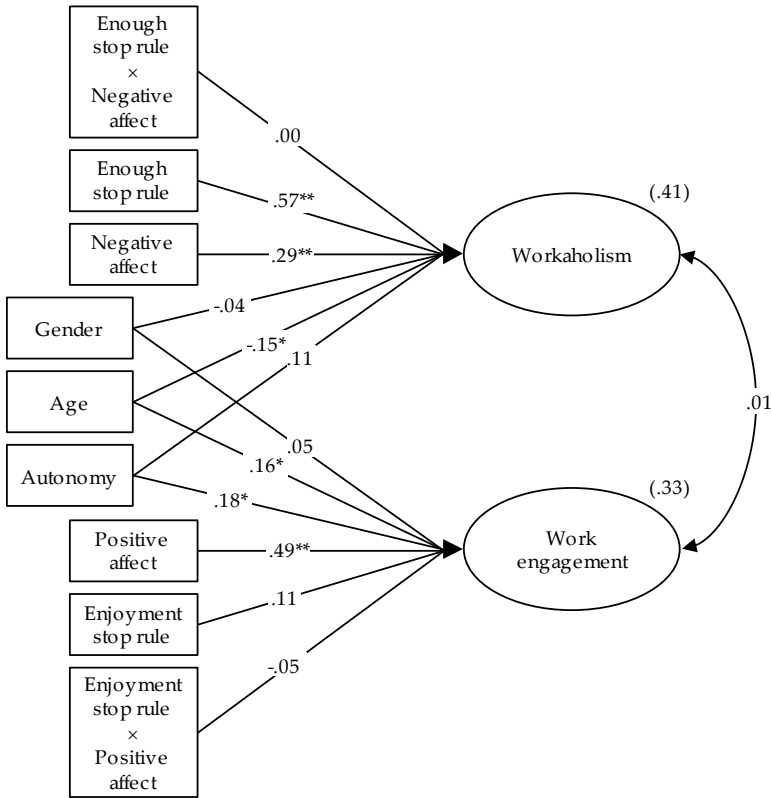 Enough
stop rule
×
Negative
affect
.00
Enough
stop rule
.57**
Negative
affect
.29**
(.41)
Workaholism
Gender
-.04
Age
-.15*
.11
Autonomy
.05
.16*
.18*
.01
(.33)
Work
engagement
Positive
affect
.49**
Enjoyment
stop rule
.11
Enjoyment
stop rule
×
Positive
affect
-.05